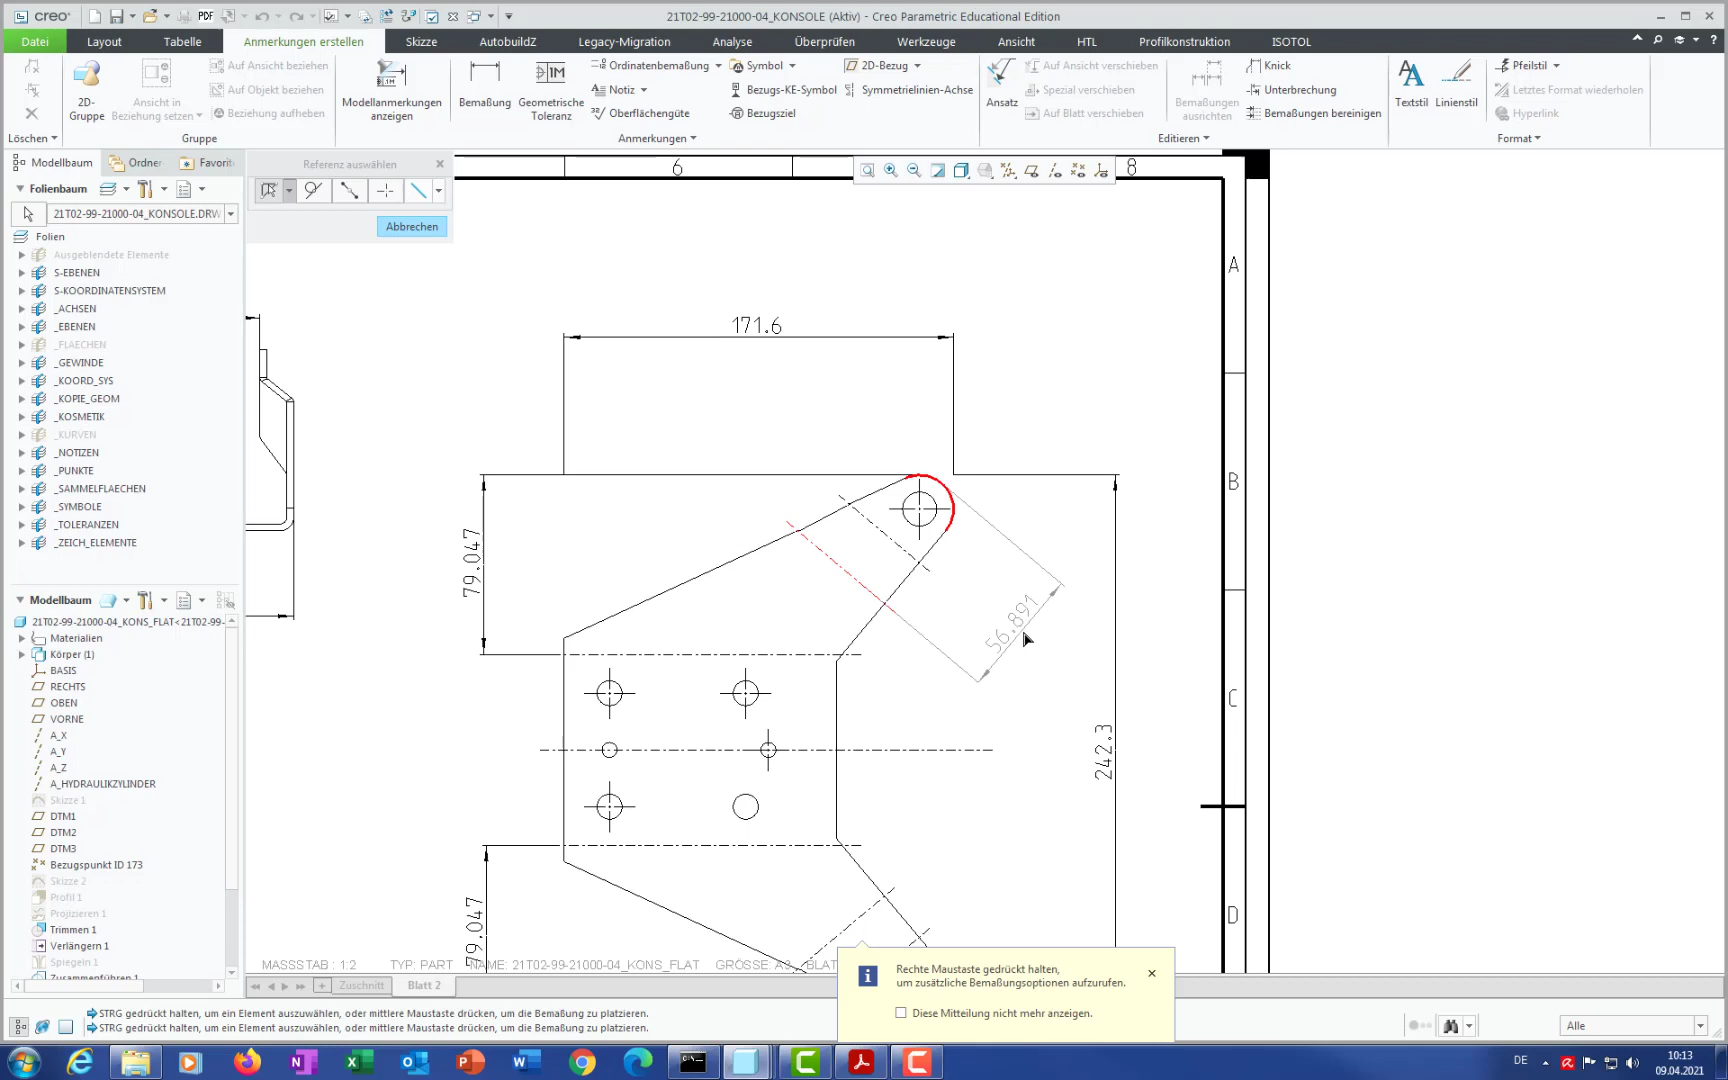 creo
PDF
21T02-99-21000-04_KONSOLE (Aktiv) - Creo Parametric Educational Edition
Datei
Layout
Tabelle
Anmerkungen erstellen
Skizze
AutobuildZ
Legacy-Migration
Analyse
Überprüfen
Werkzeuge
Ansicht
HTL
Profilkonstruktion
ISOTOL
Löschen
2D-
Gruppe
Ansicht in
Beziehung setzen
Auf Ansicht beziehen
Auf Objekt beziehen
Beziehung aufheben
Gruppe
Modellanmerkungen
anzeigen
Bemaßung
Geometrische
Toleranz
Ordinatenbemaßung
Notiz
Oberflächengüte
Symbol
Bezugs-KE-Symbol
Bezugsziel
2D-Bezug
Symmetrielinien-Achse
Anmerkungen
Ansatz
Auf Ansicht verschieben
Spezial verschieben
Auf Blatt verschieben
Bemaßungen
ausrichten
Knick
Unterbrechung
Bemaßungen bereinigen
Editieren
Textstil
Linienstil
Pfeilstil
Letztes Format wiederholen
Hyperlink
Format
Modellbaum
Ordner
Favorit
Folienbaum
21T02-99-21000-04_KONSOLE.DRW
Folien
Ausgeblendete Elemente
S-EBENEN
S-KOORDINATENSYSTEM
_ACHSEN
_EBENEN
_FLAECHEN
_GEWINDE
_KOORD_SYS
_KOPIE_GEOM
_KOSMETIK
_KURVEN
_NOTIZEN
_PUNKTE
_SAMMELFLAECHEN
_SYMBOLE
_TOLERANZEN
_ZEICH_ELEMENTE
Modellbaum
21T02-99-21000-04_KONS_FLAT<21T02-99-
Materialien
Körper (1)
BASIS
RECHTS
OBEN
VORNE
A_X
A_Y
A_Z
A_HYDRAULIKZYLINDER
Skizze 1
DTM1
DTM2
DTM3
Bezugspunkt ID 173
Skizze 2
Profil 1
Projizieren 1
Trimmen 1
Verlängern 1
Spiegeln 1
Zusammenführen 1
Referenz auswählen
Abbrechen
6
8
A
B
C
D
171.6
79.047
56.891
242.3
79.047
MASSSTAB : 1:2
TYP: PART
NAME: 21T02-99-21000-04_KONS_FLAT
GRÖSSE: A3
BLAT
Zuschnitt
Blatt 2
Rechte Maustaste gedrückt halten,
um zusätzliche Bemaßungsoptionen aufzurufen.
Diese Mitteilung nicht mehr anzeigen.
STRG gedrückt halten, um ein Element auszuwählen, oder mittlere Maustaste drücken, um die Bemaßung zu platzieren.
STRG gedrückt halten, um ein Element auszuwählen, oder mittlere Maustaste drücken, um die Bemaßung zu platzieren.
Alle
DE
10:13
09.04.2021